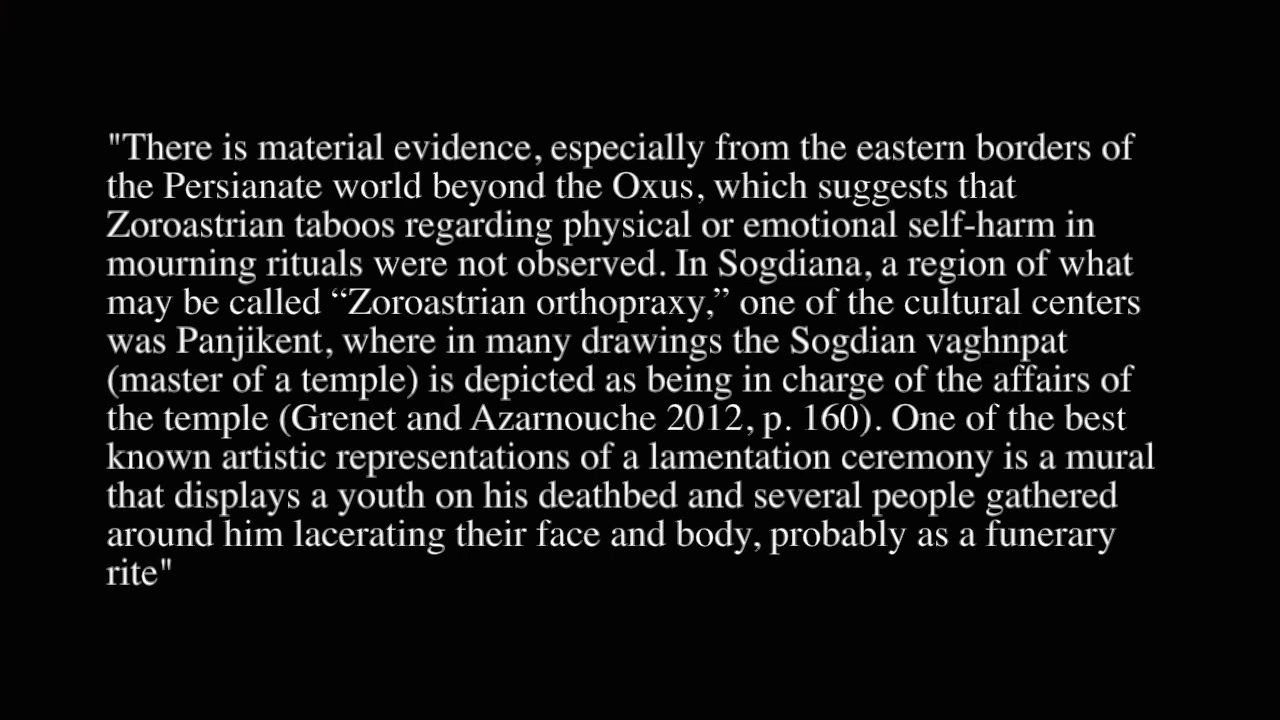 "There is material evidence, especially from the eastern borders of
the Persianate world beyond the Oxus, which suggests that
Zoroastrian taboos regarding physical or emotional self-harm in
mourning rituals were not observed. In Sogdiana, a region of what
may be called “Zoroastrian orthopraxy,” one of the cultural centers
was Panjikent, where in many drawings the Sogdian vaghnpat
(master of a temple) is depicted as being in charge of the affairs of
the temple (Grenet and Azarnouche 2012, p. 160). One of the best
known artistic representations of a lamentation ceremony is a mural
that displays a youth on his deathbed and several people gathered
around him lacerating their face and body, probably as a funerary
rite"